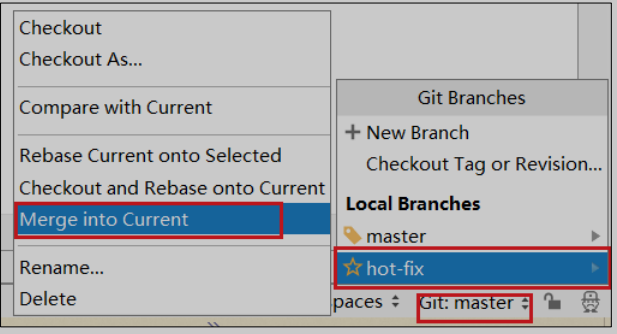 Checkout
Checkout As...
Compare with Current
Rebase Current onto Selected
Checkout and Rebase onto Current
Merge into Current
Rename...
Delete
Git Branches
New Branch
Checkout Tag or Revision...
Local Branches
master
hot-fix
paces Git: master